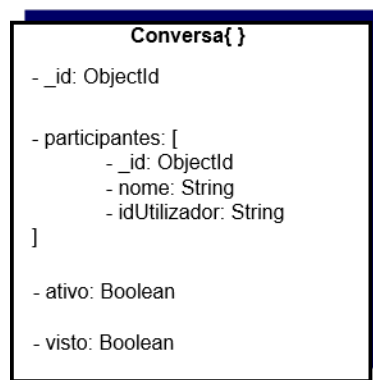 Conversa{ }
- _id: ObjectId
- participantes: [
- _id: ObjectId
- nome: String
- idUtilizador: String
]
- ativo: Boolean
- visto: Boolean